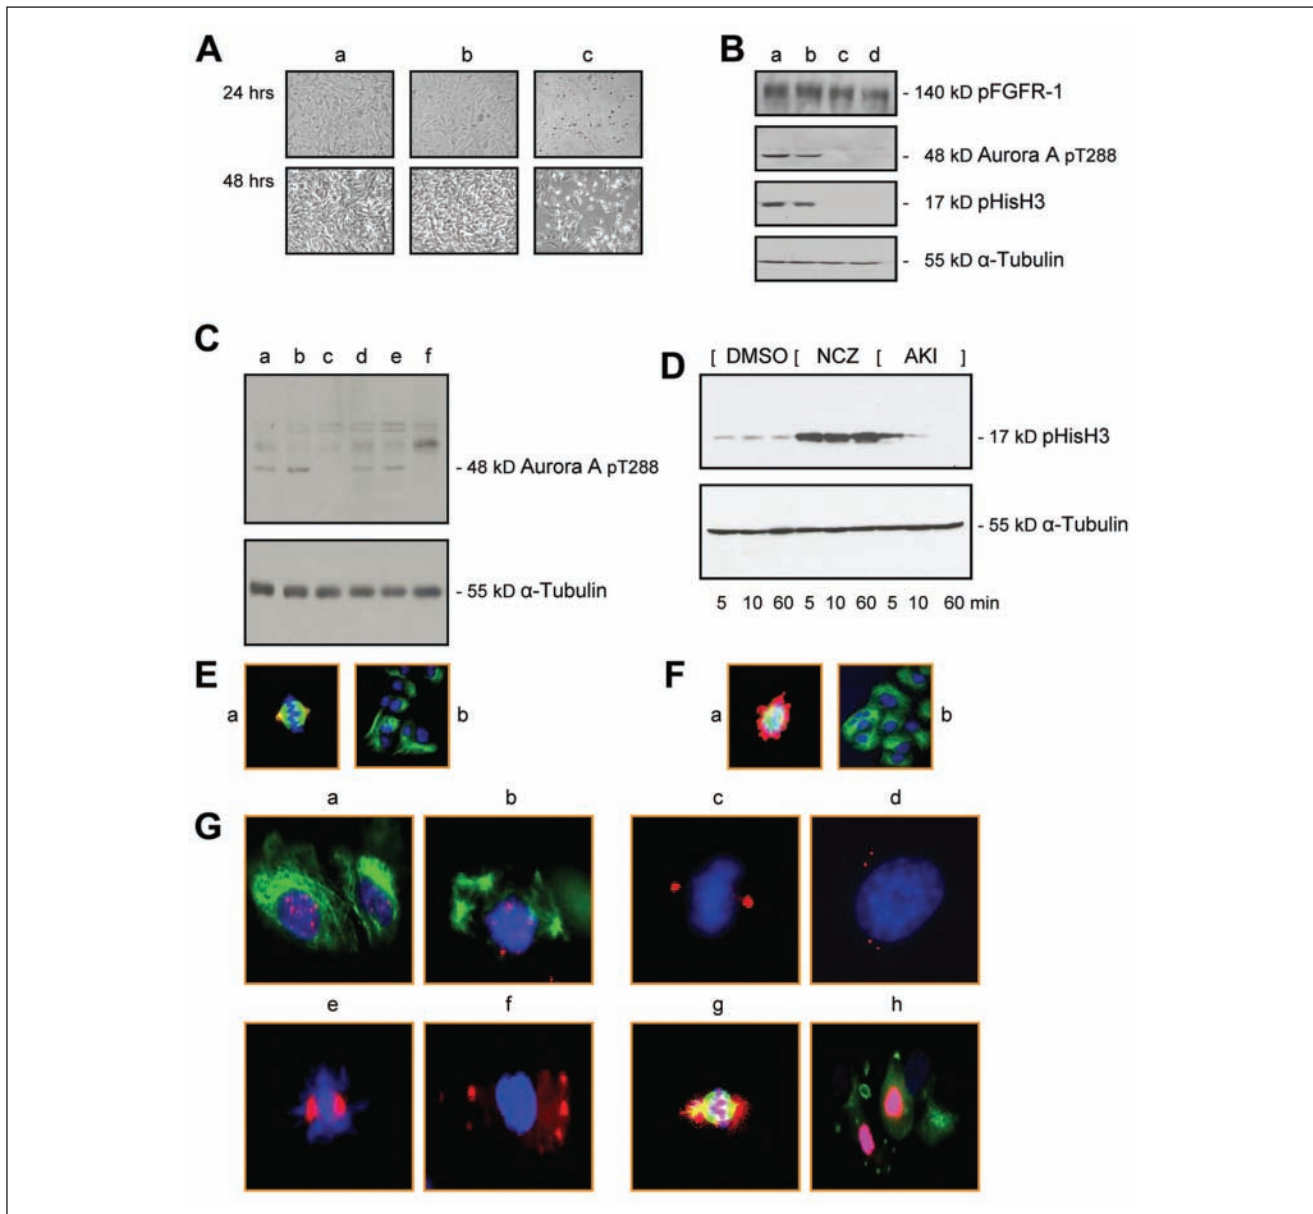 A
a b c
24 hrs
48 hrs
B
a b c d
- 140 kD pFGFR-1
- 48 kD Aurora A pT288
- 17 kD pHisH3
- 55 kD α-Tubulin
C
a b c d e f
- 48 kD Aurora A pT288
- 55 kD α-Tubulin
D
[ DMSO [ NCZ [ AKI ]
- 17 kD pHisH3
- 55 kD α-Tubulin
5 10 60 5 10 60 5 10 60 min
E
a b
F
a b
G
a b c d
e f g h